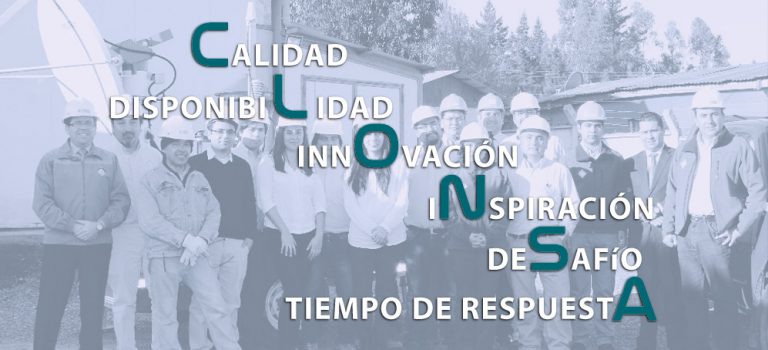 CALIDAD
DISPONIBILIDAD
INNOVACIÓN
INSPIRACIÓN
DESAFíO
TIEMPO DE RESPUESTA